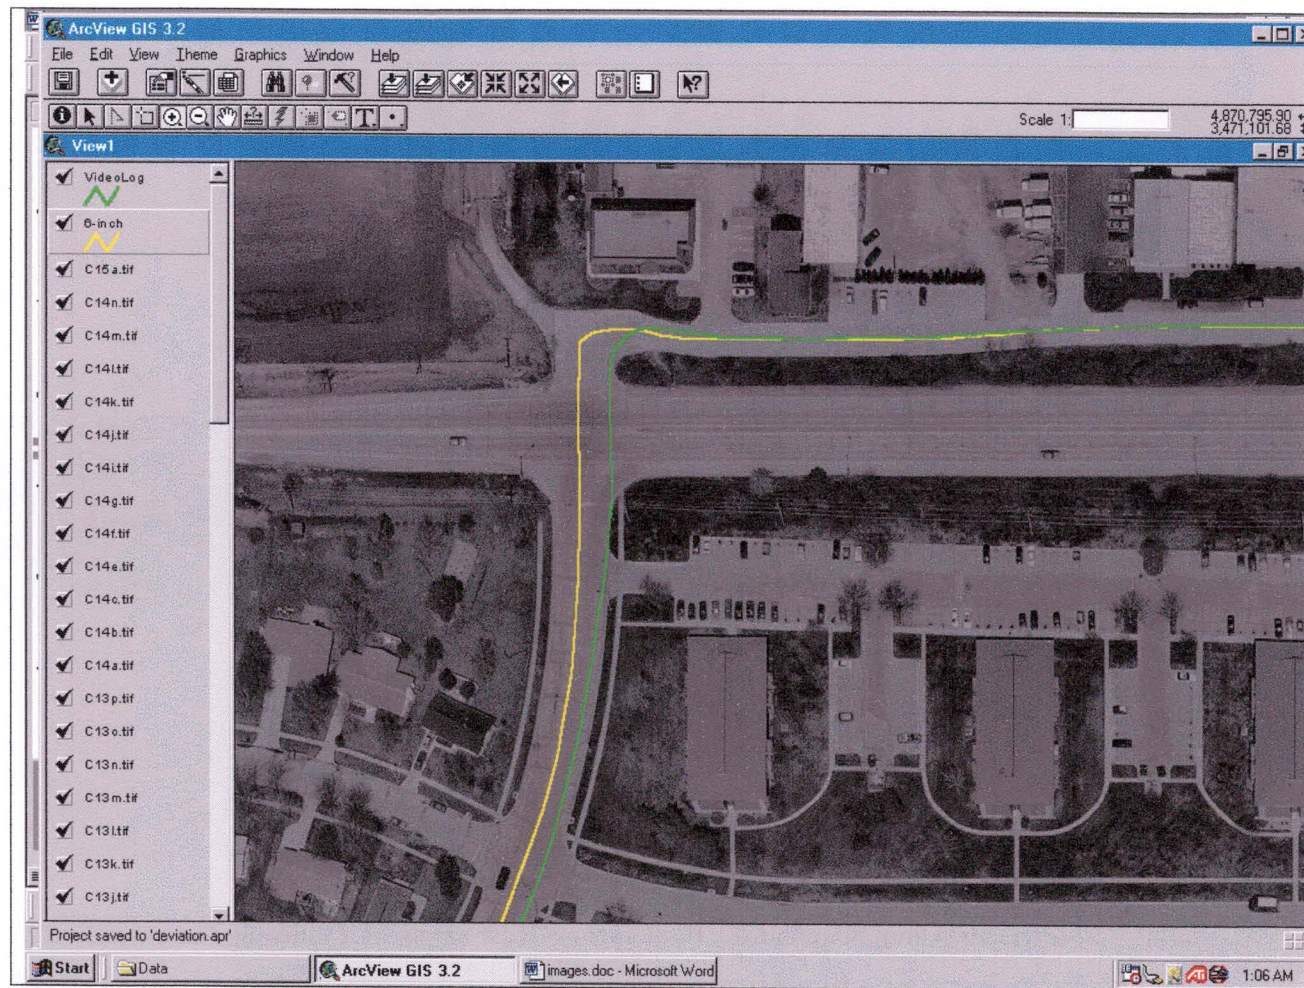 ArcView GIS 3.2
File Edit View Theme Graphics Window Help
Scale 1:
4,870,795.90
3,471,101.68
View1
VideoLog
6-inch
C15a.tif
C14n.tif
C14m.tif
C14l.tif
C14k.tif
C14j.tif
C14i.tif
C14g.tif
C14f.tif
C14e.tif
C14c.tif
C14b.tif
C14a.tif
C13p.tif
C13o.tif
C13n.tif
C13m.tif
C13l.tif
C13k.tif
C13j.tif
Project saved to 'deviation.apr'
Start Data ArcView GIS 3.2 images.doc - Microsoft Word 1:06 AM